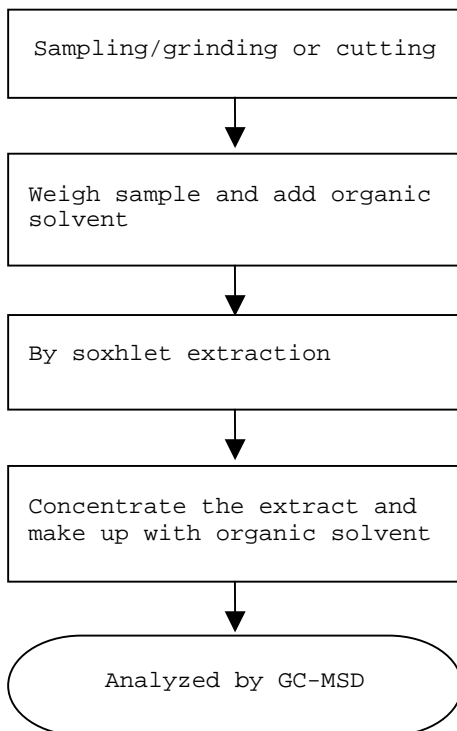 Sampling/grinding or cutting
Weigh sample and add organic
solvent
By soxhlet extraction
Concentrate the extract and
make up with organic solvent
Analyzed by GC-MSD